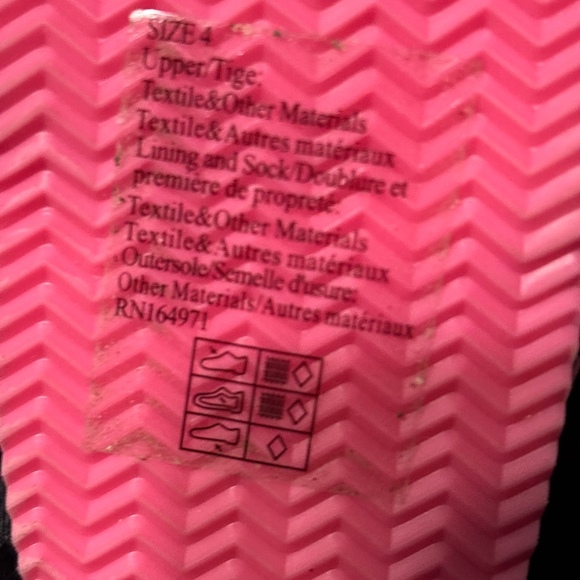 SIZE 4
Upper/Tige:
Textile&Other Materials
Textile&Autres matériaux
Lining and Sock/Doublure et
première de propreté:
Textile&Other Materials
Textile&Autres matériaux
Outersole/Semelle d'usure:
Other Materials/Autres matériaux
RN164971